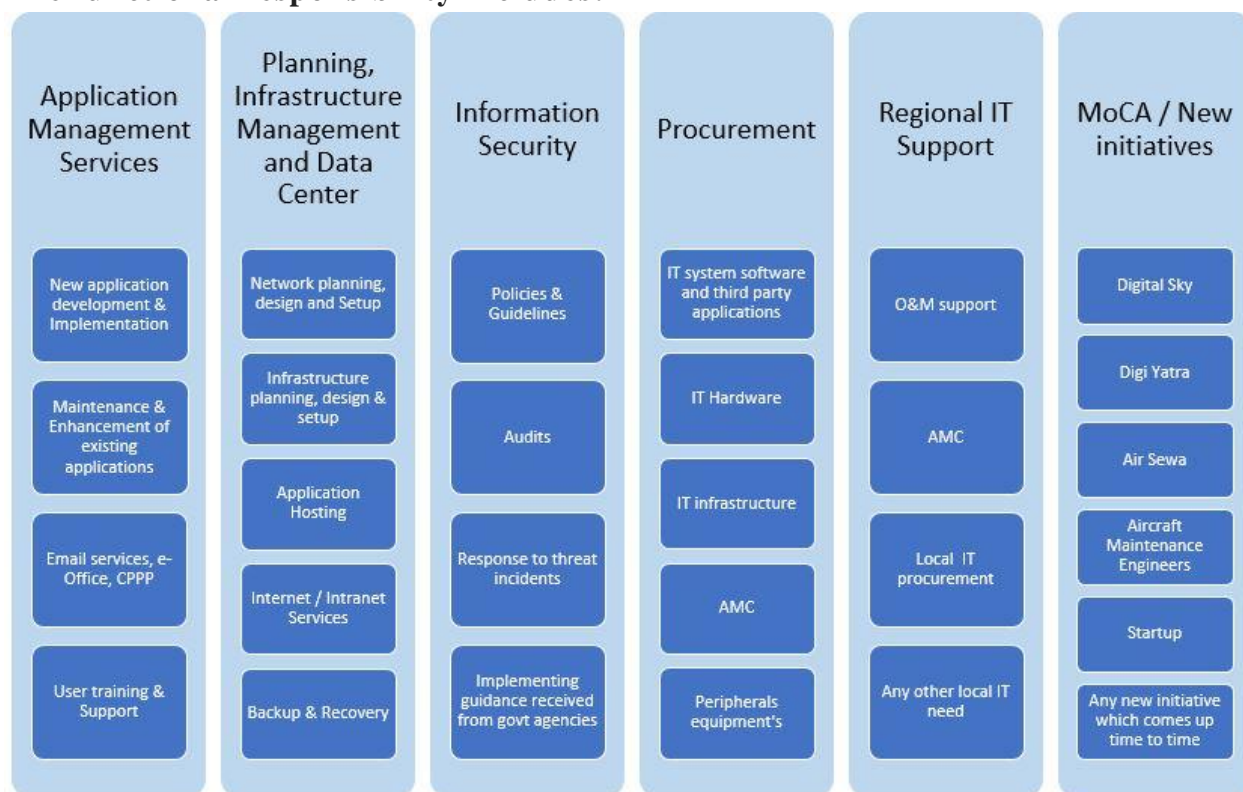 Application
Management
Services
New application
development &
Implementation
Maintenance &
Enhancement of
existing
applications
Email services, e-
Office, CPPP
User training &
Support
Planning,
Infrastructure
Management
and Data
Center
Network planning,
design and Setup
Infrastructure
planning, design &
setup
Application
Hosting
Internet / Intranet
Services
Backup & Recovery
Information
Security
Policies &
Guidelines
Audits
Response to threat
incidents
Implementing
guidance received
from govt agencies
Procurement
IT system software
and third party
applications
IT Hardware
IT infrastructure
AMC
Peripherals
equipment's
Regional IT
Support
O&M support
AMC
Local IT
procurement
Any other local IT
need
MoCA / New
initiatives
Digital Sky
Digi Yatra
Air Sewa
Aircraft
Maintenance
Engineers
Startup
Any new initiative
which comes up
time to time